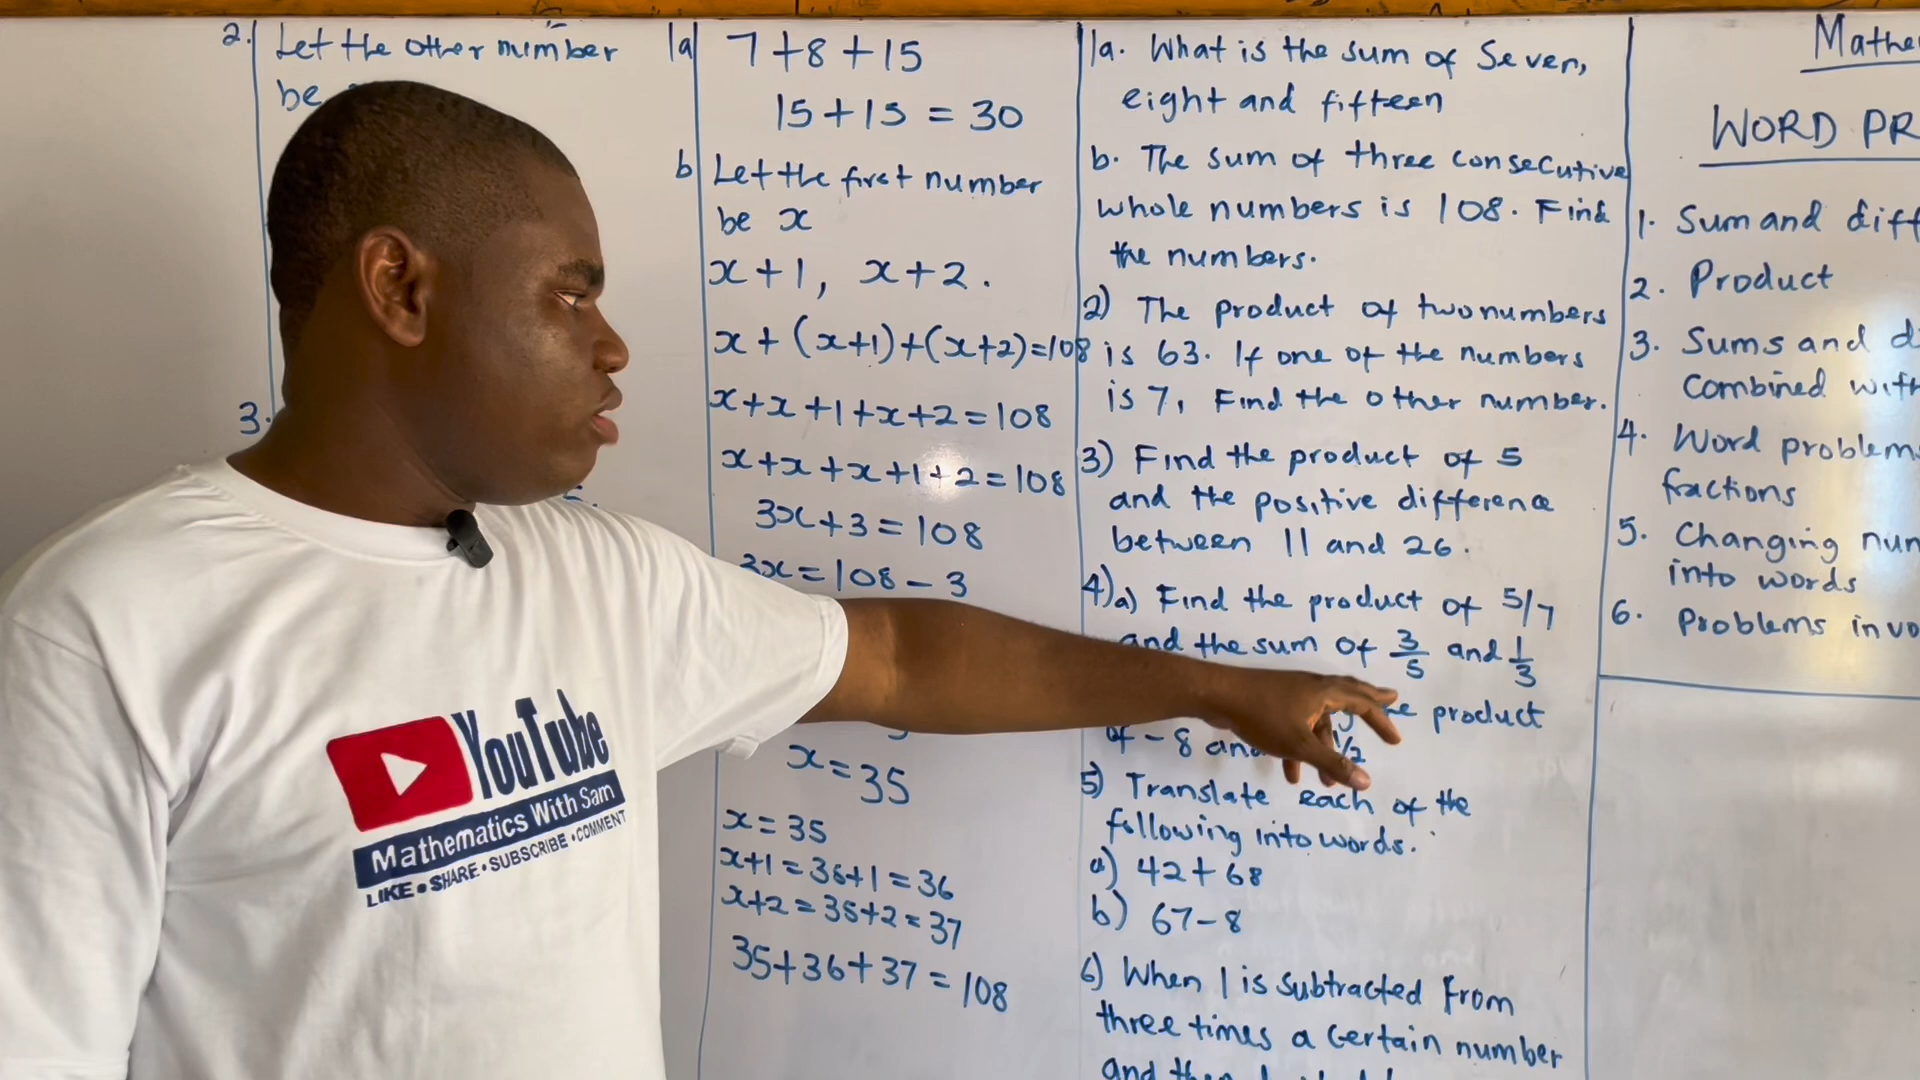 2. Let the other number
be
3.
1a 7+8+15
15+15 = 30
b Let the first number
be x
x+1, x+2.
x+(x+1)+(x+2)=108
x+x+1+x+2=108
x+x+x+1+2=108
3x+3=108
3x=108-3
x=35
x=35
x+1=35+1=36
x+2=35+2=37
35+36+37=108
1a. What is the sum of Seven,
eight and fifteen
b. The sum of three consecutive
whole numbers is 108. Find
the numbers.
2) The product of two numbers
is 63. If one of the numbers
is 7, Find the other number.
3) Find the product of 5
and the positive difference
between 11 and 26.
4)a) Find the product of 5/7
and the sum of 3/5 and 1/3
product
of -8 and 1/2
5) Translate each of the
following into words.
a) 42+68
b) 67-8
6) When 1 is subtracted from
three times a certain number
and
WORD
1. Sum and
2. Product
3. Sums and
Combined
4. Word problems
fractions
5. Changing
into words
6. Problems
YouTube
Mathematics With Sam
LIKE • SHARE • SUBSCRIBE • COMMENT